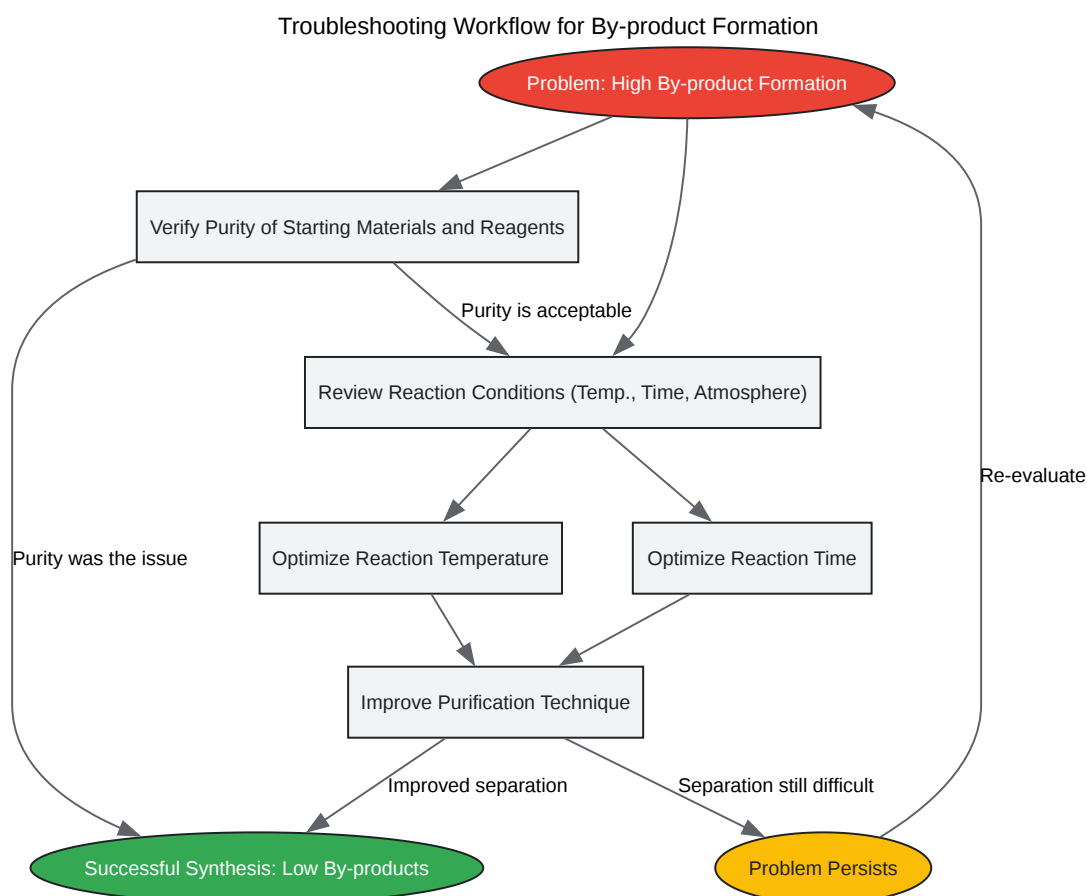 Troubleshooting Workflow for By-product Formation
Problem: High By-product Formation
Verify Purity of Starting Materials and Reagents
Purity is acceptable
Review Reaction Conditions (Temp., Time, Atmosphere)
Re-evaluate
Optimize Reaction Temperature
Optimize Reaction Time
Purity was the issue
Improve Purification Technique
Improved separation
Separation still difficult
Successful Synthesis: Low By-products
Problem Persists